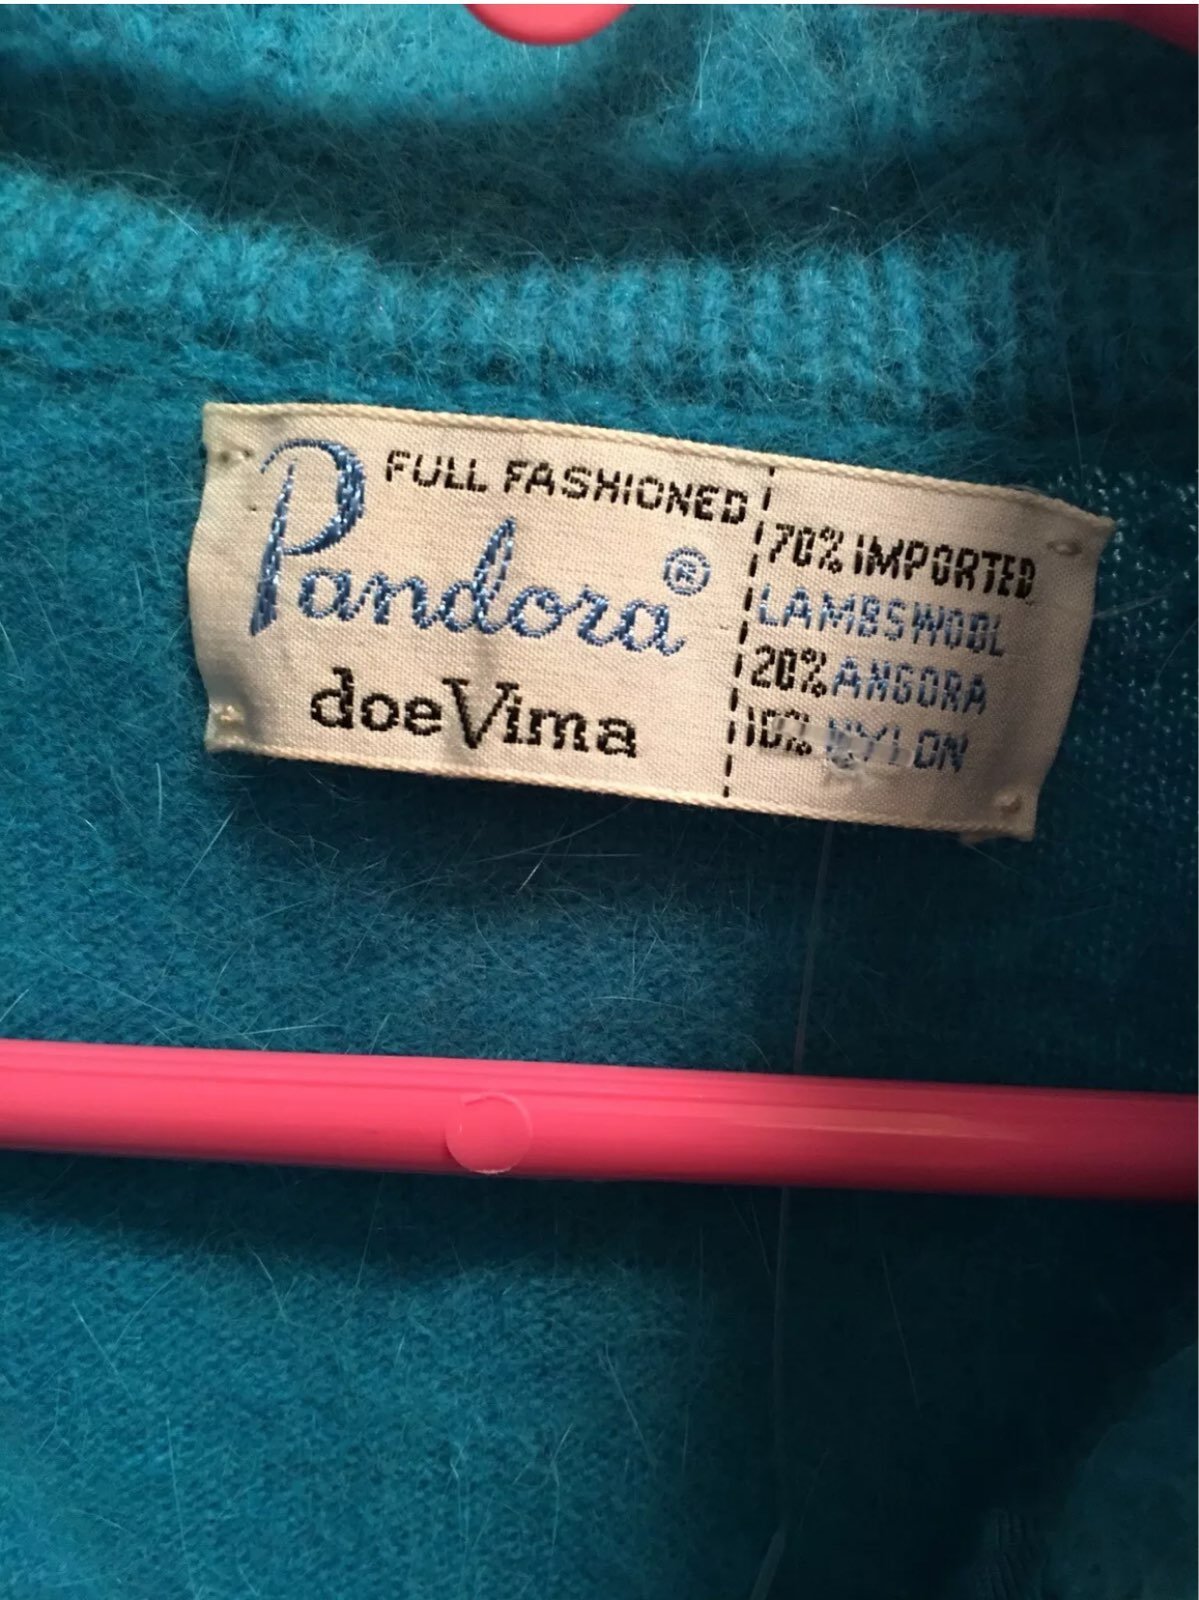 FULL FASHIONED
Pandora®
doeVima
70% IMPORTED
LAMBSWOOL
20% ANGORA
10% NYLON